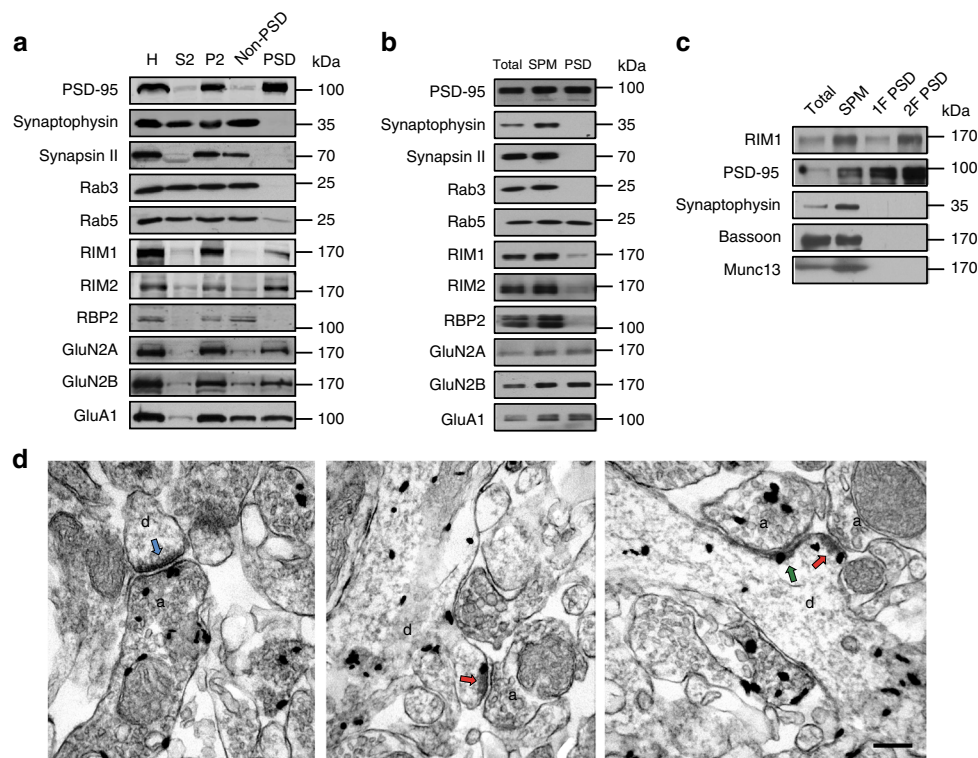 a
H S2 P2 Non-PSD PSD kDa
PSD-95 100
Synaptophysin 35
Synapsin II 70
Rab3 25
Rab5 25
RIM1 170
RIM2 170
RBP2 100
GluN2A 170
GluN2B 170
GluA1 100
b
Total SPM PSD kDa
PSD-95 100
Synaptophysin 35
Synapsin II 70
Rab3 25
Rab5 25
RIM1 170
RIM2 170
RBP2 100
GluN2A 170
GluN2B 170
GluA1 100
c
Total SPM 1F PSD 2F PSD kDa
RIM1 170
PSD-95 100
Synaptophysin 35
Bassoon 170
Munc13 170
d
d
a
d
a
a
a
d